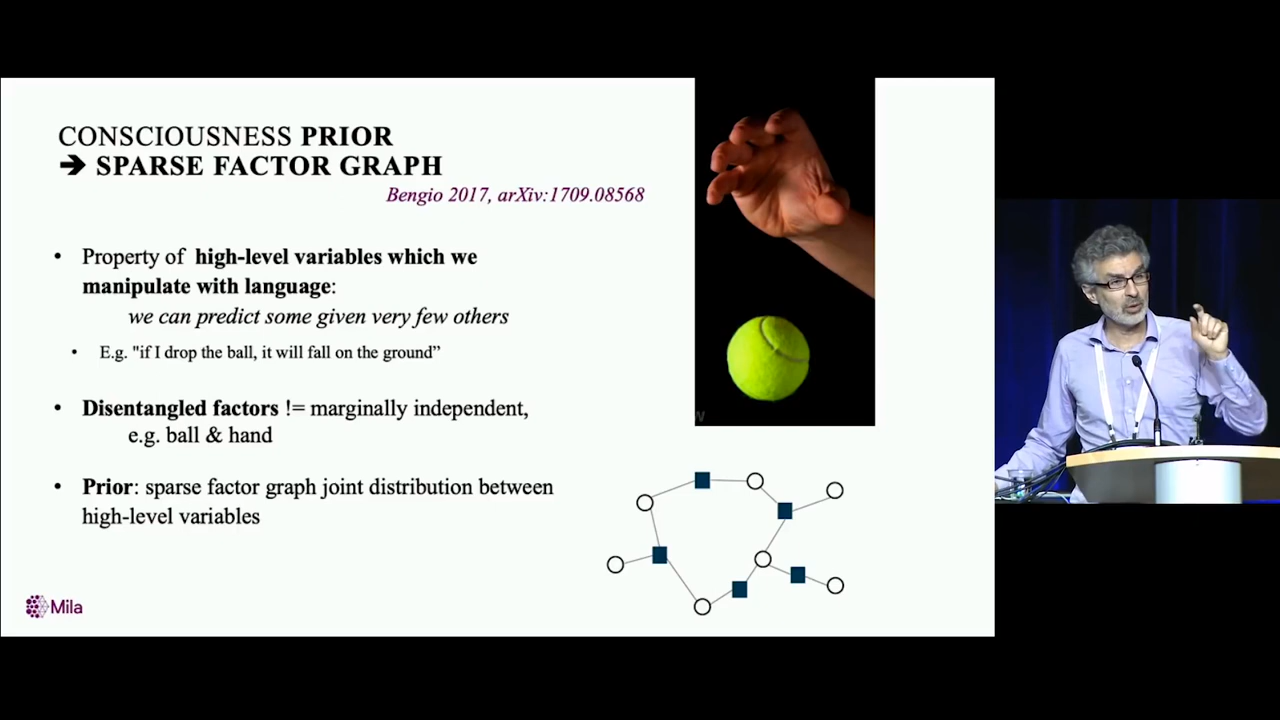 CONSCIOUSNESS PRIOR
➔ SPARSE FACTOR GRAPH
Bengio 2017, arXiv:1709.08568
• Property of high-level variables which we
manipulate with language:
we can predict some given very few others
• E.g. "if I drop the ball, it will fall on the ground”
• Disentangled factors != marginally independent,
e.g. ball & hand
• Prior: sparse factor graph joint distribution between
high-level variables
Mila